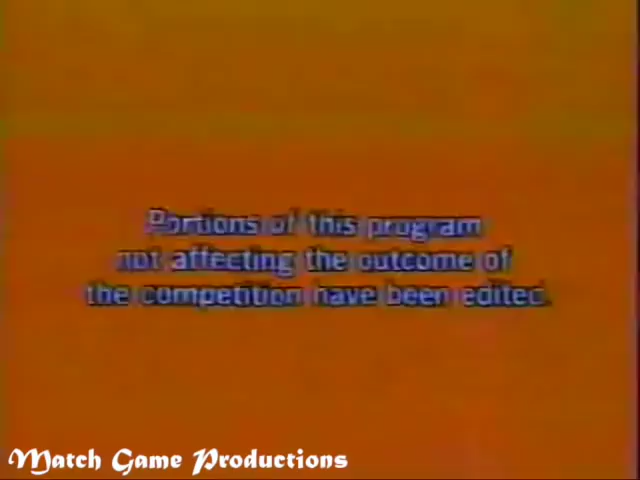 Portions of this program
not affecting the outcome of
the competition have been edited.
Match Game Productions